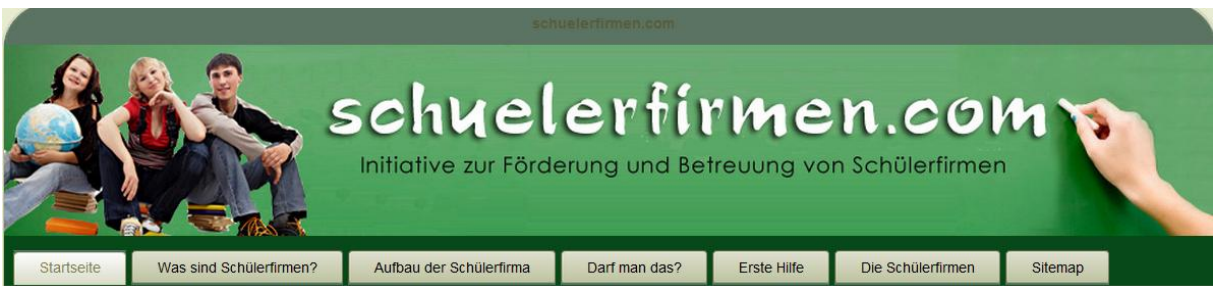 schuelerfirmen.com
schuelerfirmen.com
Initiative zur Förderung und Betreuung von Schülerfirmen
Startseite Was sind Schülerfirmen? Aufbau der Schülerfirma Darf man das? Erste Hilfe Die Schülerfirmen Sitemap